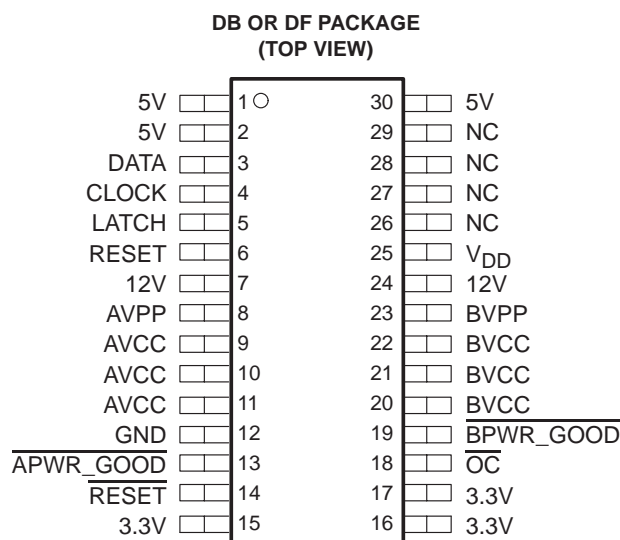 DB OR DF PACKAGE
(TOP VIEW)
5V 1 30 5V
5V 2 29 NC
DATA 3 28 NC
CLOCK 4 27 NC
LATCH 5 26 NC
RESET 6 25 VDD
12V 7 24 12V
AVPP 8 23 BVPP
AVCC 9 22 BVCC
AVCC 10 21 BVCC
AVCC 11 20 BVCC
GND 12 19 BPWR_GOOD
APWR_GOOD 13 18 OC
RESET 14 17 3.3V
3.3V 15 16 3.3V